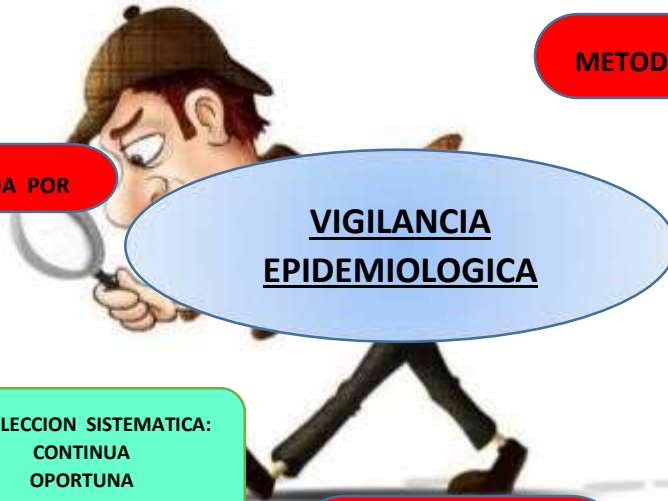 METOD
DA POR
VIGILANCIA
EPIDEMIOLOGICA
LECCION SISTEMATICA:
CONTINUA
OPORTUNA